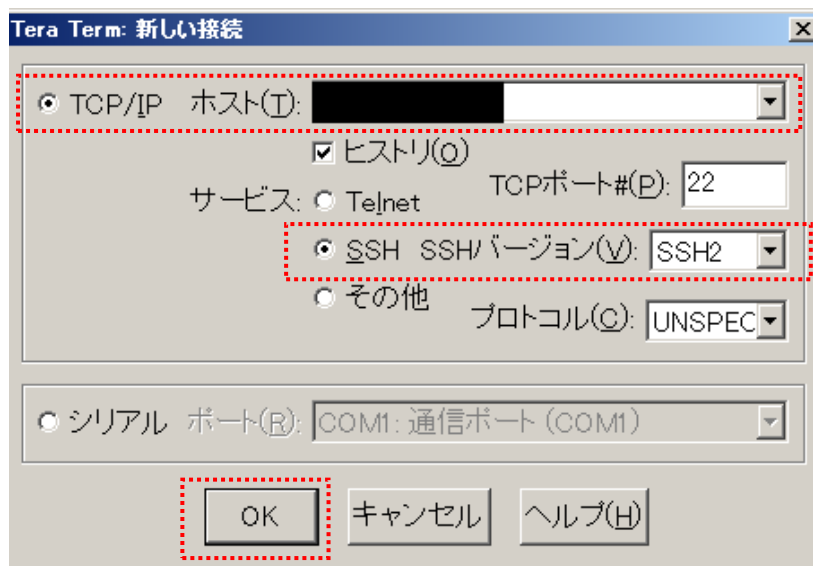 Tera Term: 新しい接続
TCP/IP ホスト(T):
ヒストリ(O)
サービス: Telnet TCPポート#(P): 22
SSH SSHバージョン(V): SSH2
その他 プロトコル(C): UNSPEC
シリアル ポート(R): COM1: 通信ポート (COM1)
OK キャンセル ヘルプ(H)